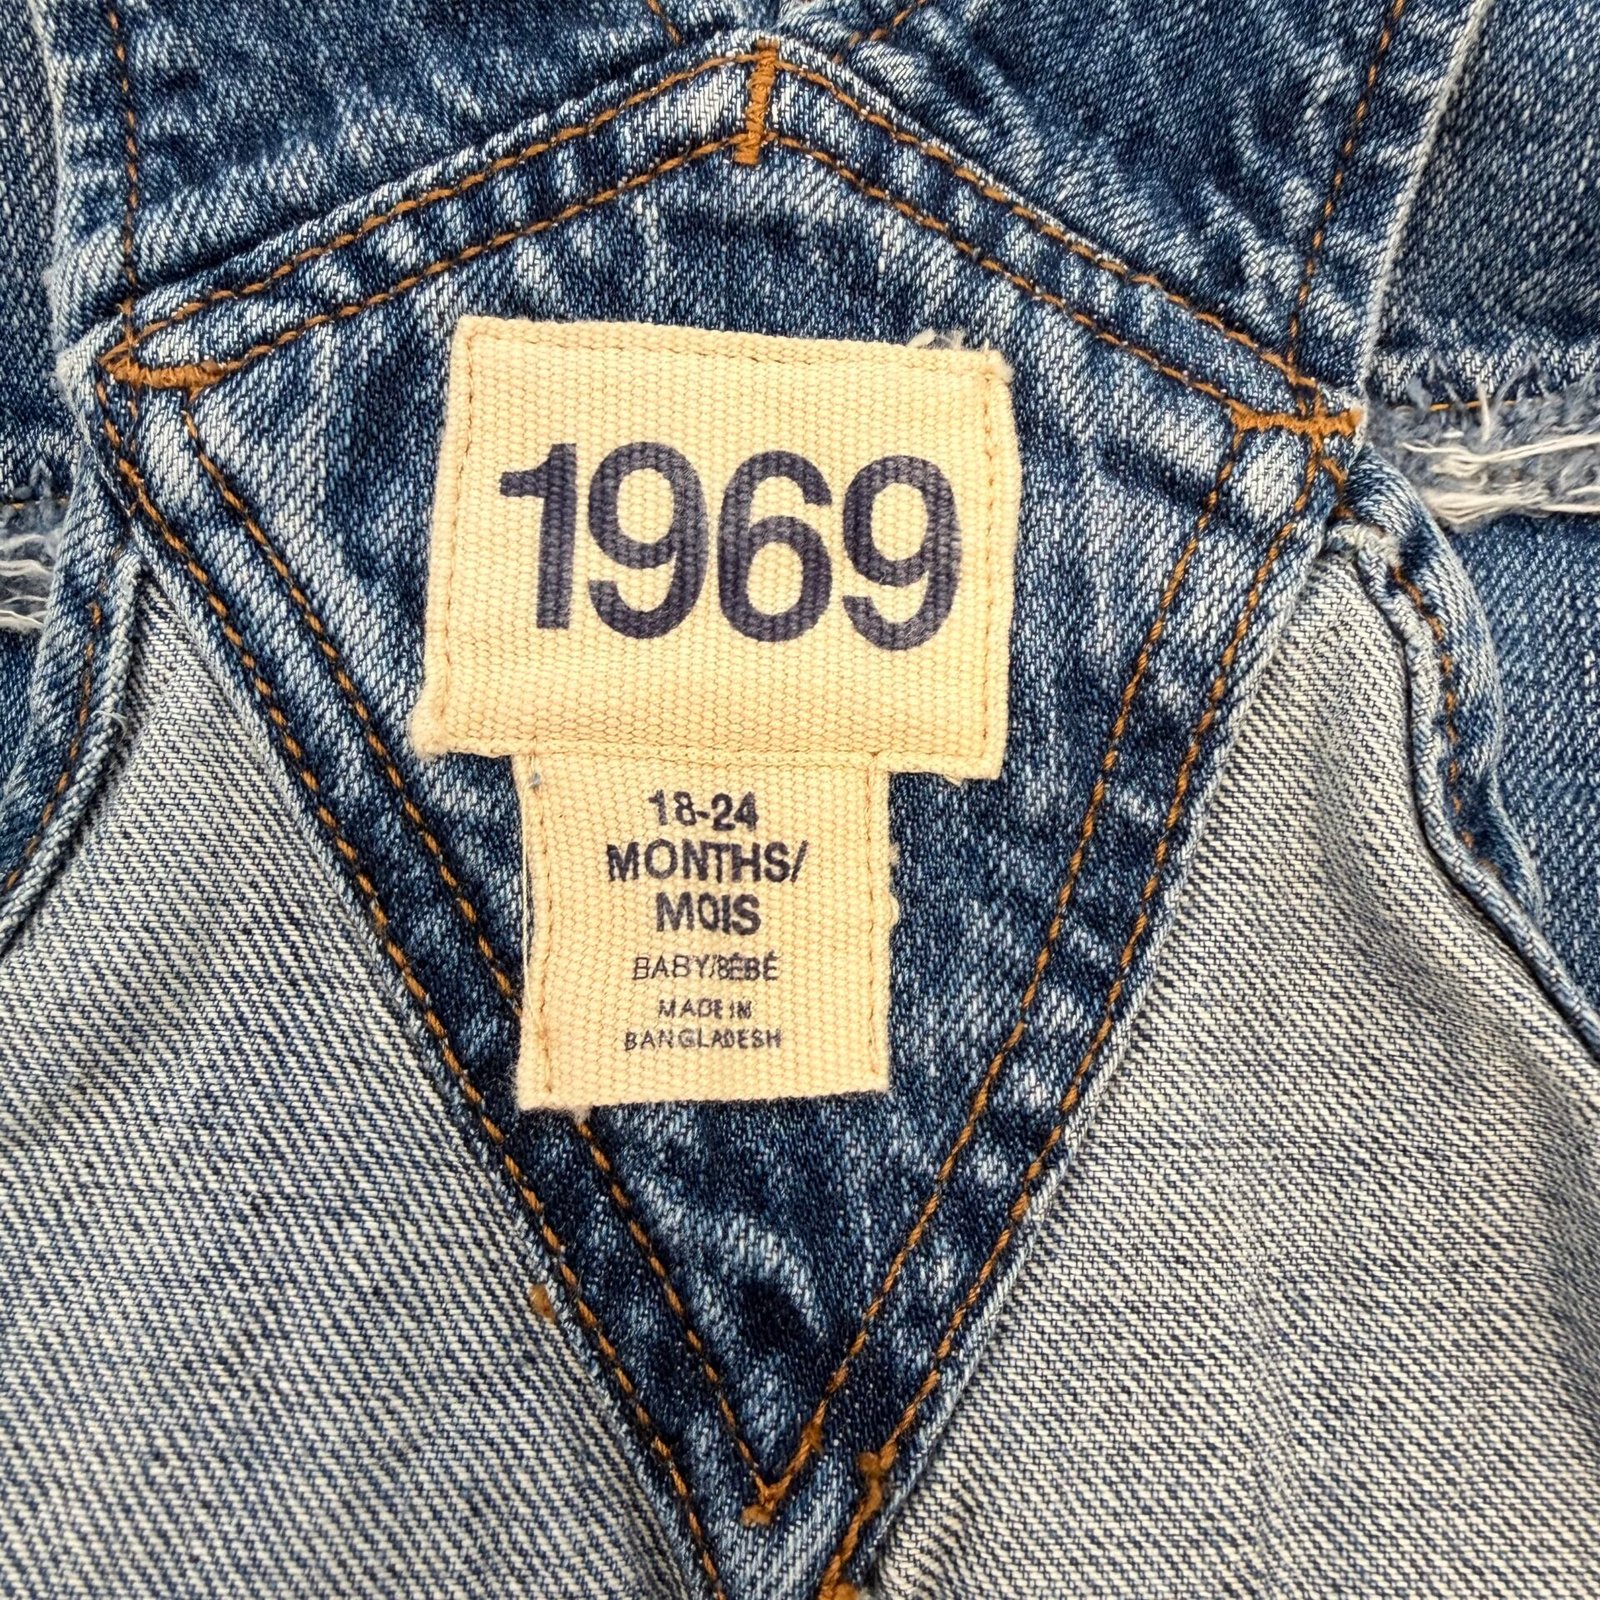 1969
18-24
MONTHS/
MOIS
BABY/BÉBÉ
MADE IN
BANGLADESH